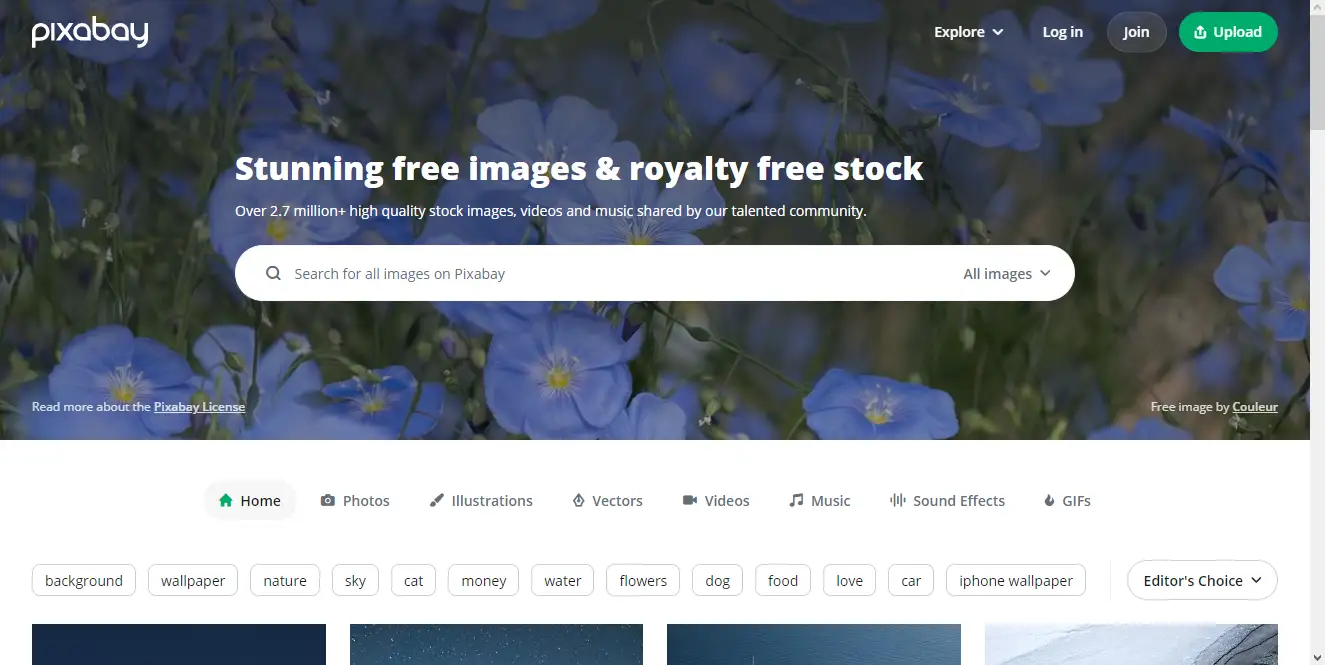 pixabay
Explore Log in Join Upload
Stunning free images & royalty free stock
Over 2.7 million+ high quality stock images, videos and music shared by our talented community.
Search for all images on Pixabay All images
Read more about the Pixabay License Free image by Couleur
Home Photos Illustrations Vectors Videos Music Sound Effects GIFs
background wallpaper nature sky cat money water flowers dog food love car iphone wallpaper Editor's Choice